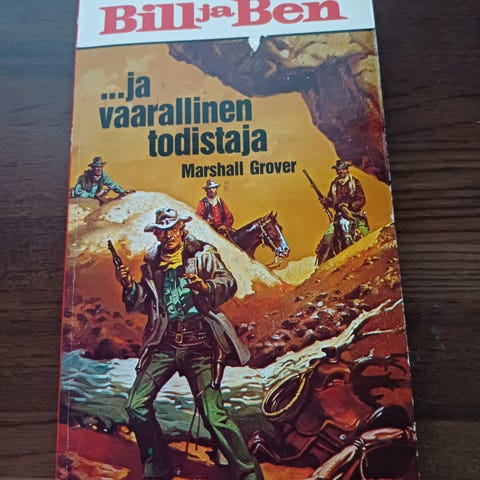 Bill ja Ben
...ja
vaarallinen
todistaja
Marshall Grover